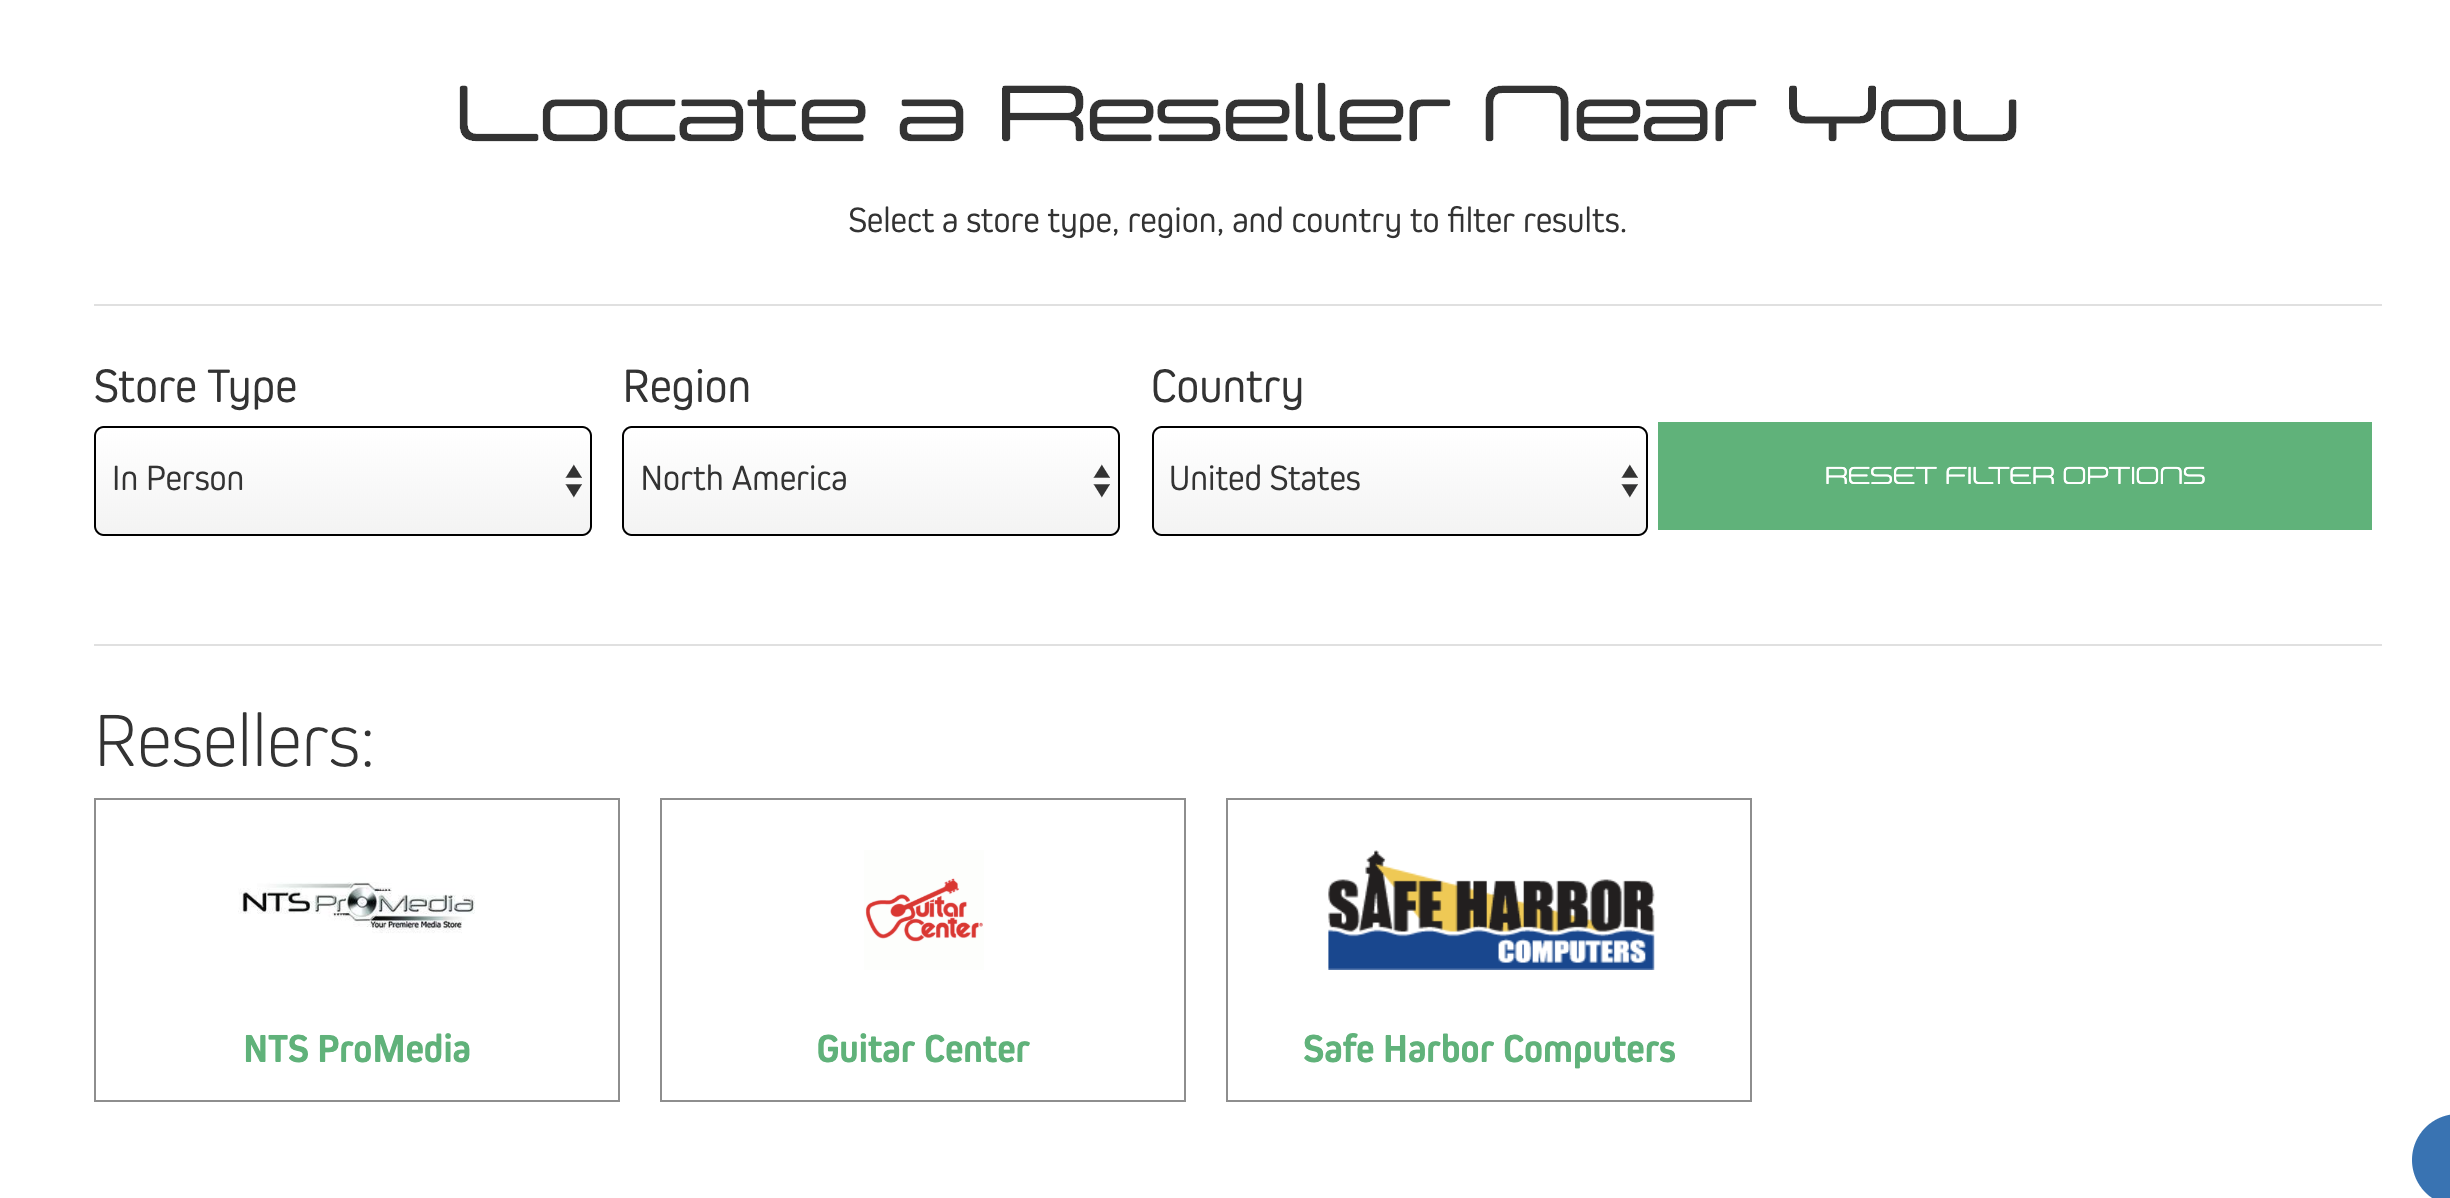 Locate a Reseller Near You
Select a store type, region, and country to filter results.
Store Type
Region
Country
In Person
North America
United States
RESET FILTER OPTIONS
Resellers:
NTS ProMedia
Your Premiere Media Store
Guitar
Center
SAFE HARBOR
COMPUTERS
NTS ProMedia
Guitar Center
Safe Harbor Computers